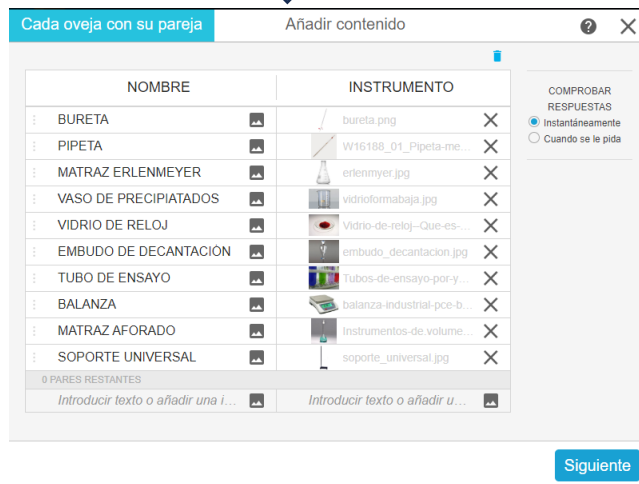 Cada oveja con su pareja
Añadir contenido
NOMBRE
INSTRUMENTO
BURETA
bureta.png
PIPETA
W16188_01_Pipeta-me...
MATRAZ ERLENMEYER
erlenmyer.jpg
VASO DE PRECIPIATADOS
vidrioformabaja.jpg
VIDRIO DE RELOJ
Vidrio-de-reloj--Que-es-...
EMBUDO DE DECANTACIÓN
embudo_decantacion.jpg
TUBO DE ENSAYO
Tubos-de-ensayo-por-y...
BALANZA
balanza-industrial-pce-b...
MATRAZ AFORADO
Instrumentos-de.volume...
SOPORTE UNIVERSAL
soporte_universal.jpg
0 PARES RESTANTES
Introducir texto o añadir una i...
Introducir texto o añadir u...
COMPROBAR
RESPUESTAS
Instantáneamente
Cuando se le pida
Siguiente